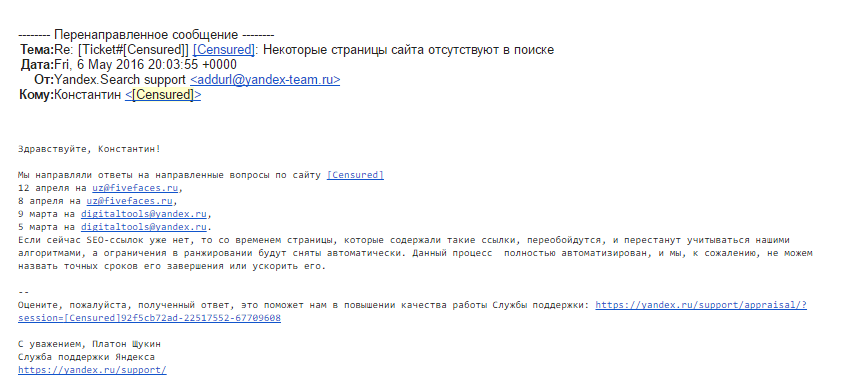 -------- Перенаправленное сообщение --------
Тема:Re: [Ticket#[Censured]] [Censured]: Некоторые страницы сайта отсутствуют в поиске
Дата:Fri, 6 May 2016 20:03:55 +0000
От:Yandex.Search support <addurl@yandex-team.ru>
Кому:Константин <[Censured]>
Здравствуйте, Константин!
Мы направляли ответы на направленные вопросы по сайту [Censured]
12 апреля на uz@fivefaces.ru,
8 апреля на uz@fivefaces.ru,
9 марта на digitaltools@yandex.ru,
5 марта на digitaltools@yandex.ru.
Если сейчас SEO-ссылок уже нет, то со временем страницы, которые содержали такие ссылки, переобойдутся, и перестанут учитываться нашими
алгоритмами, а ограничения в ранжировании будут сняты автоматически. Данный процесс  полностью автоматизирован, и мы, к сожалению, не можем
назвать точных сроков его завершения или ускорить его.
--
Оцените, пожалуйста, полученный ответ, это поможет нам в повышении качества работы Службы поддержки: https://yandex.ru/support/appraisal/?
session=[Censured]92f5cb72ad-22517552-67709608
С уважением, Платон Щукин
Служба поддержки Яндекса
https://yandex.ru/support/